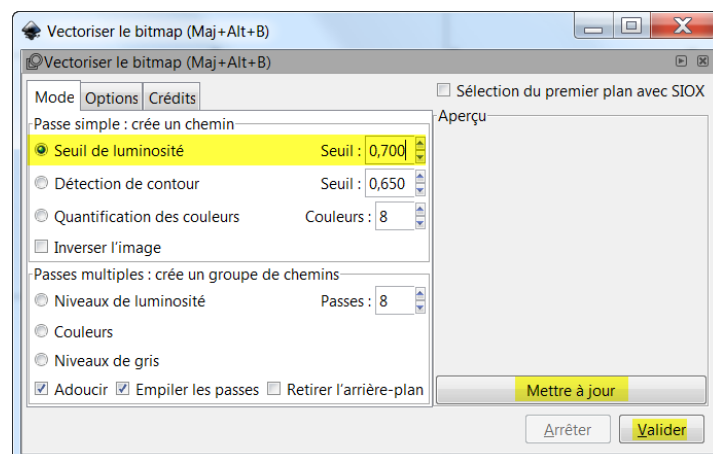 Vectoriser le bitmap (Maj+Alt+B)
Vectoriser le bitmap (Maj+Alt+B)
Mode Options Crédits
Sélection du premier plan avec SIOX
Passe simple : crée un chemin
Aperçu
Seuil de luminosité Seuil : 0,700
Détection de contour Seuil : 0,650
Quantification des couleurs Couleurs : 8
Inverser l'image
Passes multiples : crée un groupe de chemins
Niveaux de luminosité Passes : 8
Couleurs
Niveaux de gris
Adoucir Empiler les passes Retirer l'arrière-plan
Mettre à jour
Arrêter Valider